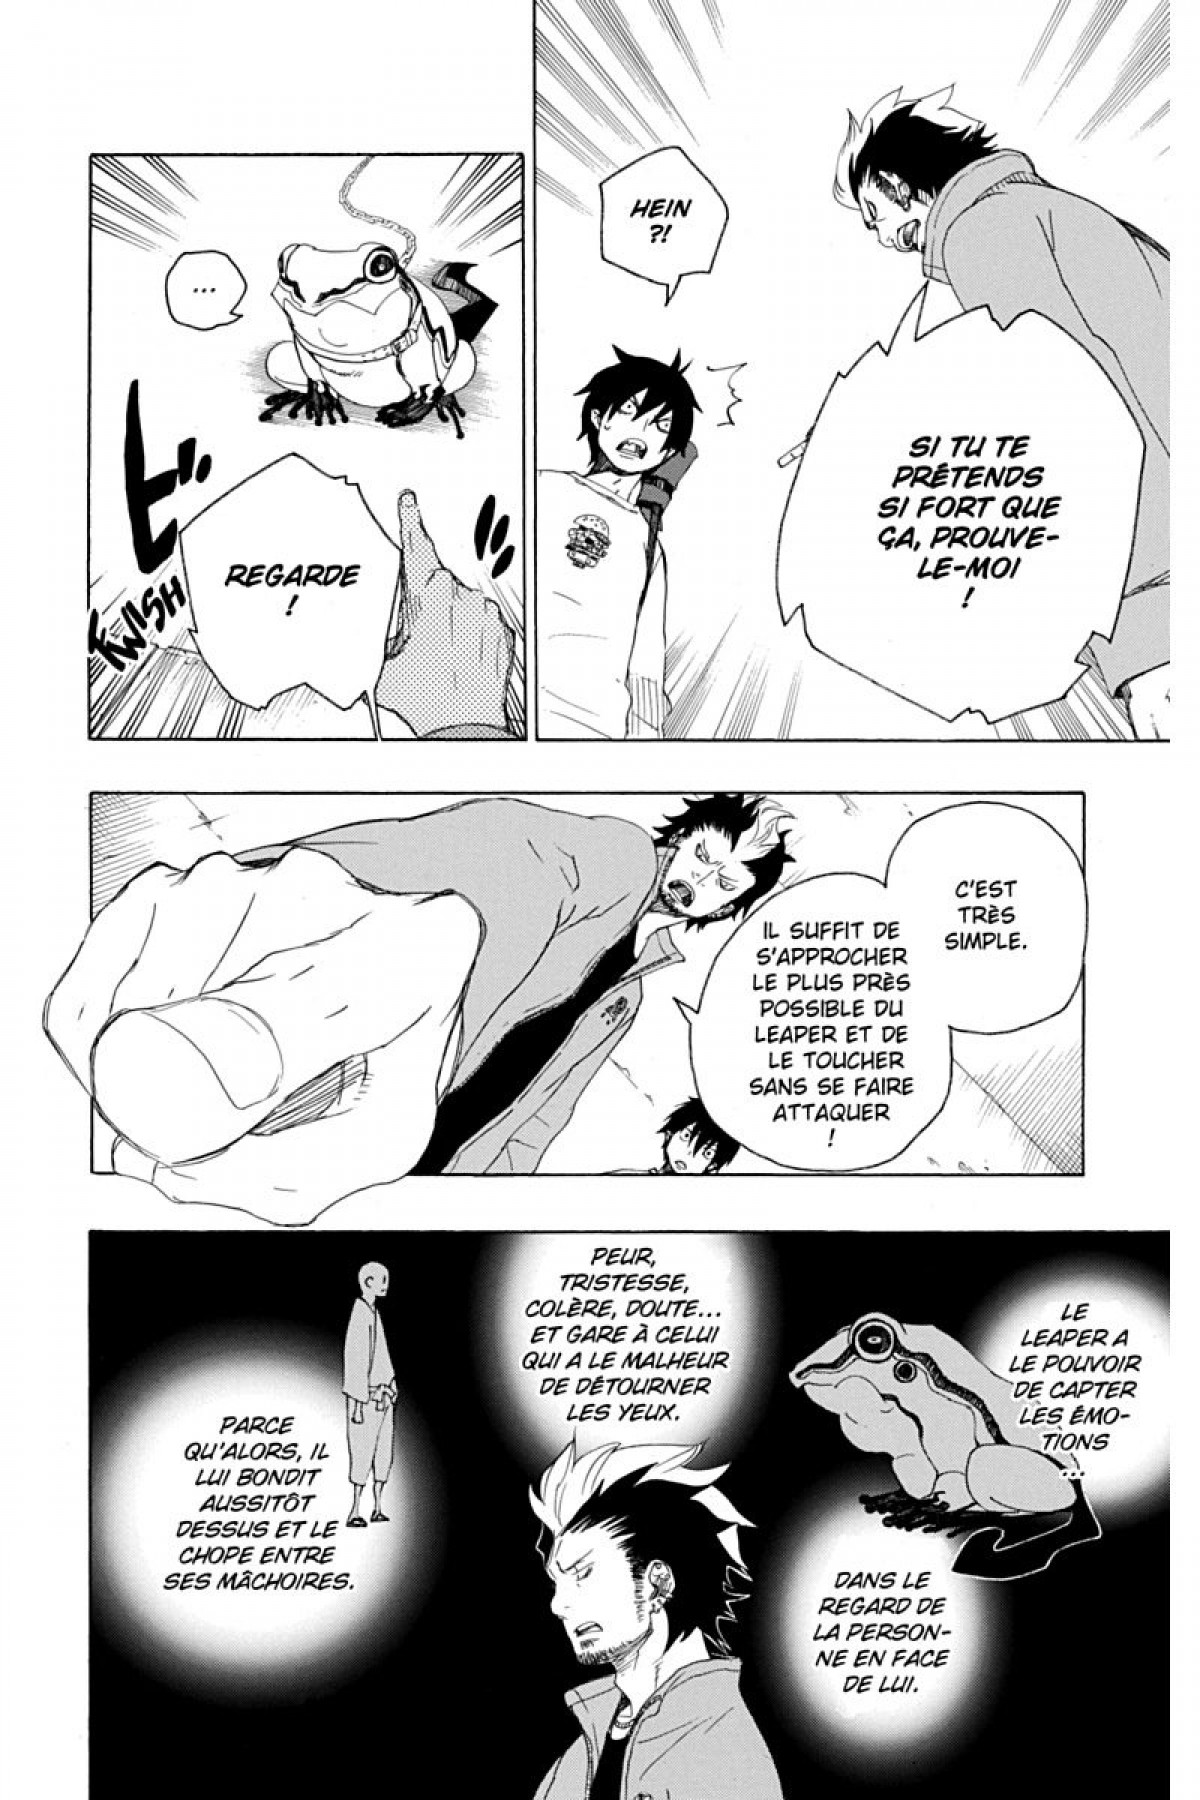 HEIN
?!
SI TU TE
PRÉTENDS
SI FORT QUE
ÇA, PROUVE-
LE-MOI
!
...
ビッ
REGARDE
!
FWISH
C'EST
TRÈS
SIMPLE.
IL SUFFIT DE
S'APPROCHER
LE PLUS PRÈS
POSSIBLE DU
LEAPER ET DE
LE TOUCHER
SANS SE FAIRE
ATTAQUER
!
LE
LEAPER A
LE POUVOIR
DE CAPTER
LES ÉMO-
TIONS
...
DANS LE
REGARD DE
LA PERSON-
NE EN FACE
DE LUI.
PEUR,
TRISTESSE,
COLÈRE, DOUTE...
ET GARE À CELUI
QUI A LE MALHEUR
DE DÉTOURNER
LES YEUX.
PARCE
QU'ALORS, IL
LUI BONDIT
AUSSITÔT
DESSUS ET LE
CHOPE ENTRE
SES MÂCHOIRES.